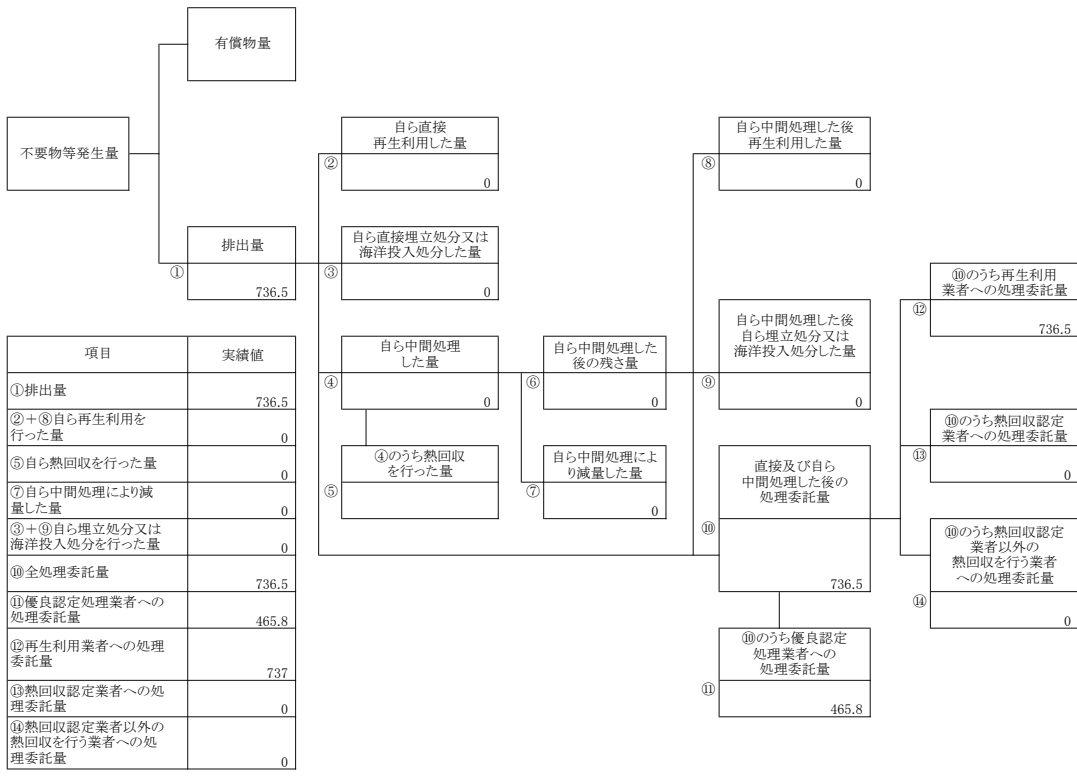 有償物量
不要物等発生量
自ら直接
再生利用した量
②
0
自ら中間処理した後
再生利用した量
⑧
0
排出量
①
736.5
自ら直接埋立処分又は
海洋投入処分した量
③
0
⑩のうち再生利用
業者への処理委託量
⑫
736.5
自ら中間処理
した量
④
0
自ら中間処理した
後の残さ量
⑥
0
自ら中間処理した後
自ら埋立処分又は
海洋投入処分した量
⑨
0
④のうち熱回収
を行った量
⑤
0
自ら中間処理によ
り減量した量
⑦
0
直接及び自ら
中間処理した後の
処理委託量
⑩
736.5
⑩のうち熱回収認定
業者への処理委託量
⑬
0
⑩のうち熱回収認定
業者以外の
熱回収を行う業者
への処理委託量
⑭
0
⑩のうち優良認定
処理業者への
処理委託量
⑪
465.8
項目 実績値
①排出量 736.5
②+⑧自ら再生利用を
行った量 0
⑤自ら熱回収を行った量 0
⑦自ら中間処理により減
量した量 0
③+⑨自ら埋立処分又は
海洋投入処分を行った量 0
⑩全処理委託量 736.5
⑪優良認定処理業者への
処理委託量 465.8
⑫再生利用業者への処理
委託量 737
⑬熱回収認定業者への処
理委託量 0
⑭熱回収認定業者以外の
熱回収を行う業者への処
理委託量 0